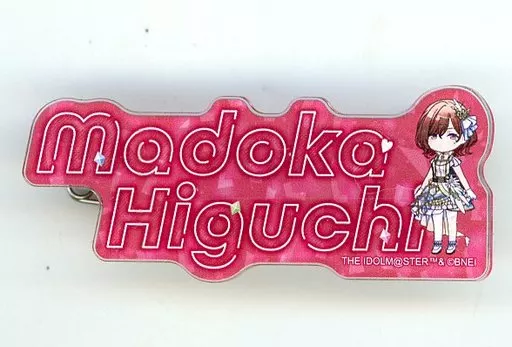 Madoka
Higuchi
THE IDOLM@STER™& ©BNEI